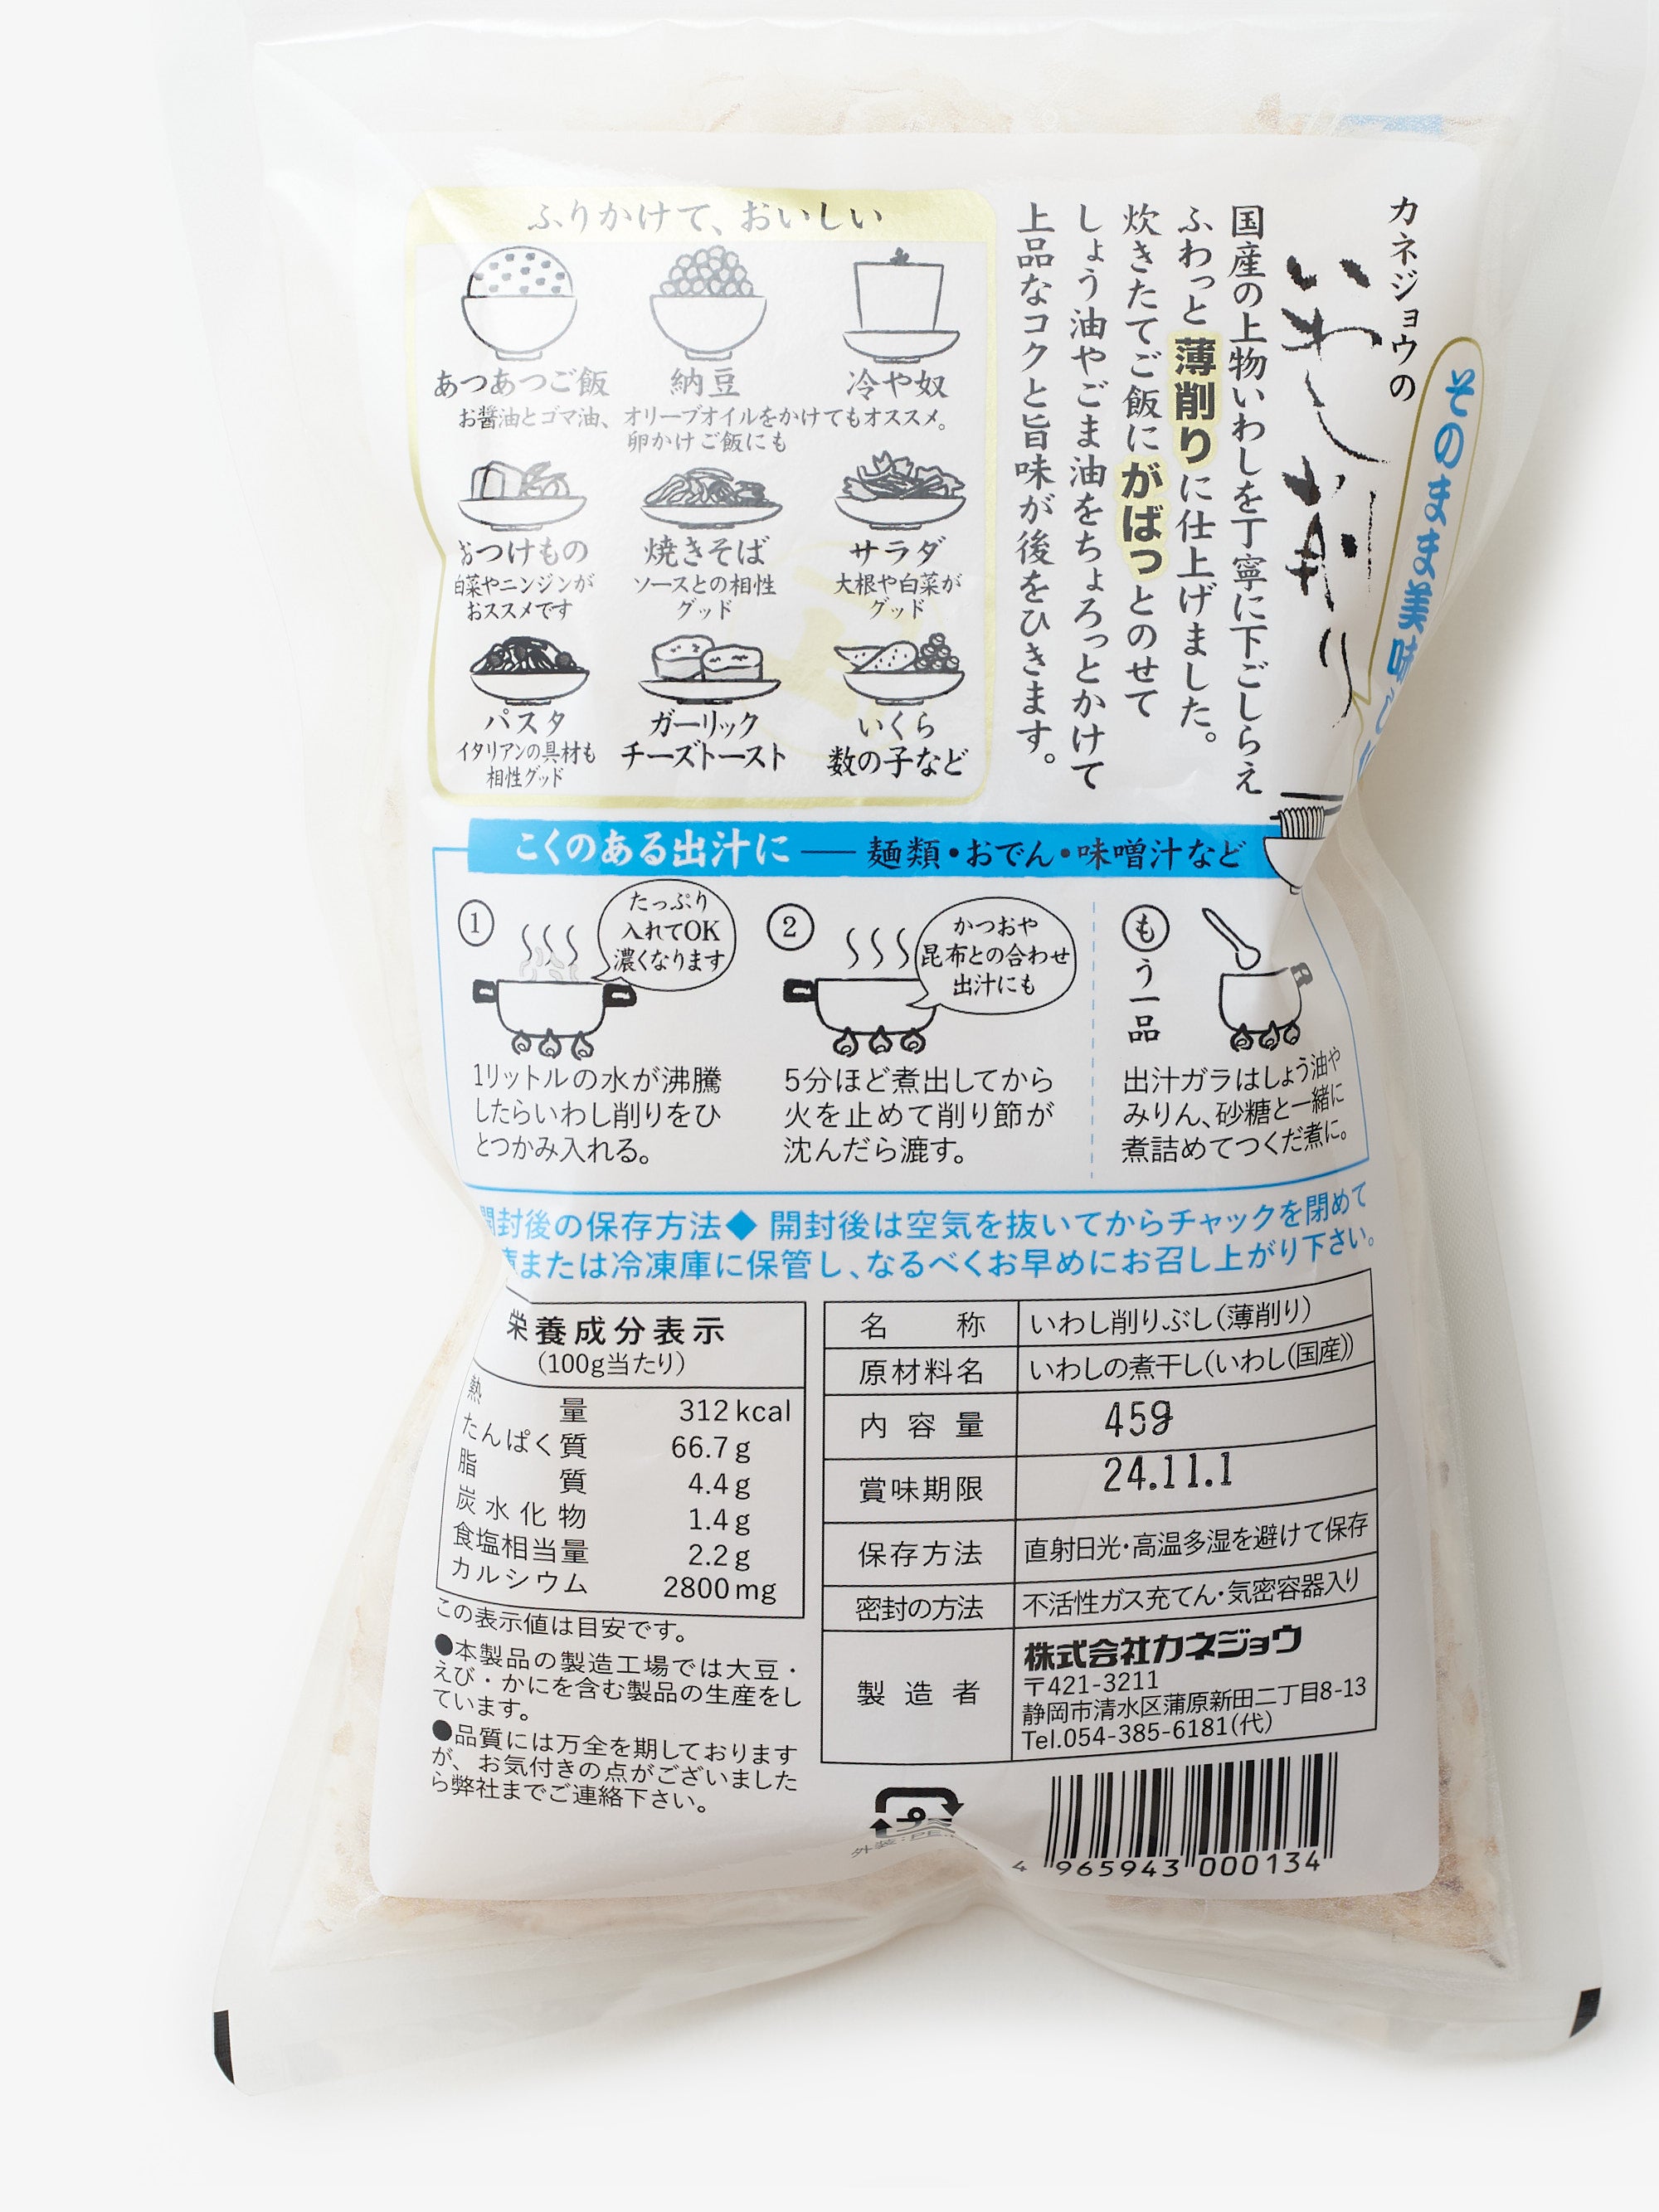 そのまま美味
カネジョウの
いわし削り
国産の上物いわしを丁寧に下ごしらえ
ふわっと薄削りに仕上げました。
炊きたてご飯にがばっとのせて
しょう油やごま油をちょろっとかけて
上品なコクと旨味が後をひきます。
ふりかけて、おいしい
あつあつご飯 納豆 冷や奴
お醤油とゴマ油、オリーブオイルをかけてもオススメ。
卵かけご飯にも
おつけもの
白菜やニンジンが
おススメです
焼きそば
ソースとの相性
グッド
サラダ
大根や白菜が
グッド
パスタ
イタリアンの具材も
相性グッド
ガーリック
チーズトースト
いくら
数の子など
こくのある出汁に — 麺類・おでん・味噌汁など
①
たっぷり
入れてOK
濃くなります
1リットルの水が沸騰
したらいわし削りをひ
とつかみ入れる。
②
かつおや
昆布との合わせ
出汁にも
5分ほど煮出してから
火を止めて削り節が
沈んだら漉す。
もう一品
出汁ガラはしょう油や
みりん、砂糖と一緒に
煮詰めてつくだ煮に。
開封後の保存方法◆ 開封後は空気を抜いてからチャックを閉めて
または冷凍庫に保管し、なるべくお早めにお召し上がり下さい。
栄養成分表示
(100g当たり)
熱量 312kcal
たんぱく質 66.7g
脂質 4.4g
炭水化物 1.4g
食塩相当量 2.2g
カルシウム 2800mg
この表示値は目安です。
●本製品の製造工場では大豆・
えび・かにを含む製品の生産をし
ています。
●品質には万全を期しております
が、お気付きの点がございました
ら弊社までご連絡下さい。
名称 いわし削りぶし(薄削り)
原材料名 いわしの煮干し(いわし(国産))
内容量 45g
賞味期限 24.11.1
保存方法 直射日光・高温多湿を避けて保存
密封の方法 不活性ガス充てん・気密容器入り
製造者 株式会社カネジョウ
〒421-3211
静岡市清水区蒲原新田二丁目8-13
Tel.054-385-6181(代)
プラ
外装:PE
4 965943 000134